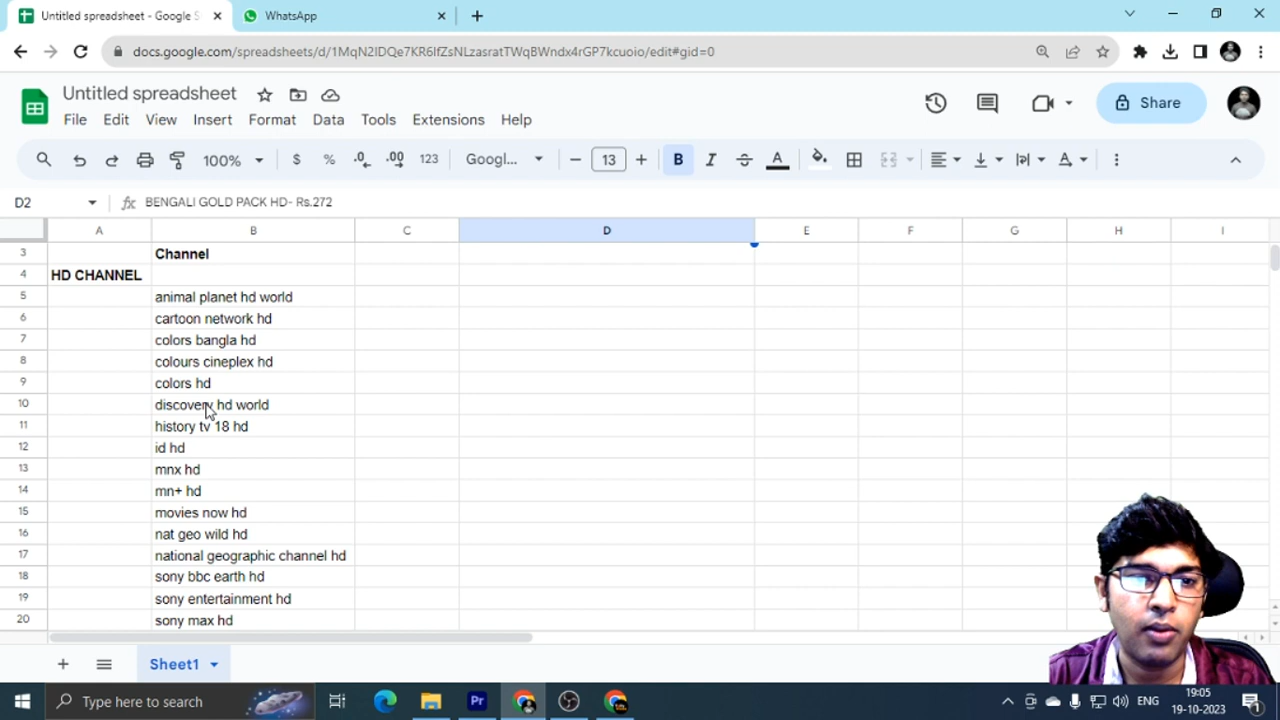 Untitled spreadsheet - Google S
WhatsApp
docs.google.com/spreadsheets/d/1MqN2IDQe7KR6lfZsNLzasratTWqBWndx4rGP7kcuoio/edit#gid=0
Untitled spreadsheet
File Edit View Insert Format Data Tools Extensions Help
Share
100% $ % .0 .00 123 Googl... 13 B I A A
D2 fx BENGALI GOLD PACK HD- Rs.272
A B C D E F G H I
3 Channel
4 HD CHANNEL
5 animal planet hd world
6 cartoon network hd
7 colors bangla hd
8 colours cineplex hd
9 colors hd
10 discovery hd world
11 history tv 18 hd
12 id hd
13 mnx hd
14 mn+ hd
15 movies now hd
16 nat geo wild hd
17 national geographic channel hd
18 sony bbc earth hd
19 sony entertainment hd
20 sony max hd
Sheet1
Type here to search
Pr
ENG
19:05
19-10-2023
1